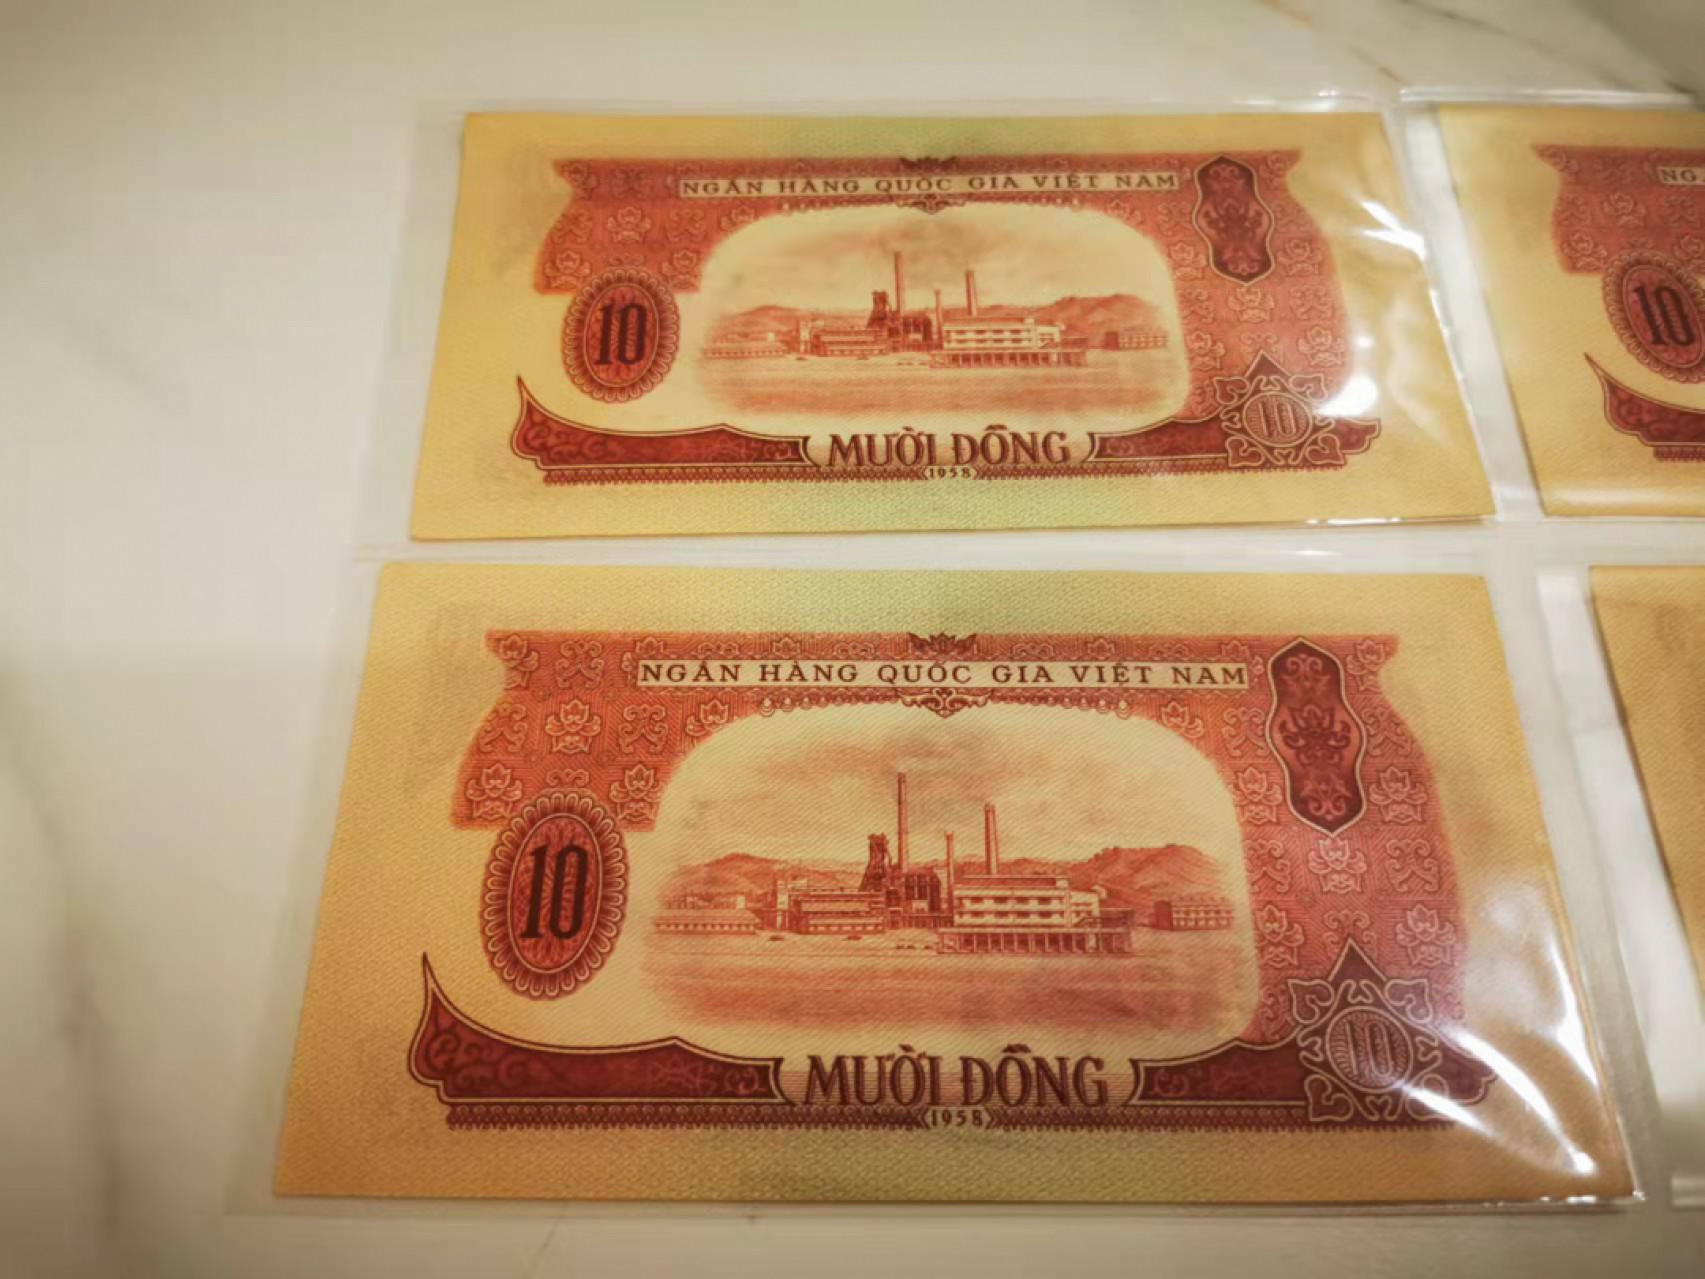 NGÂN HÀNG QUỐC GIA VIỆT NAM
10
10
MƯỜI ĐỒNG
1958
NG
10
NGÂN HÀNG QUỐC GIA VIỆT NAM
10
10
MƯỜI ĐỒNG
1958